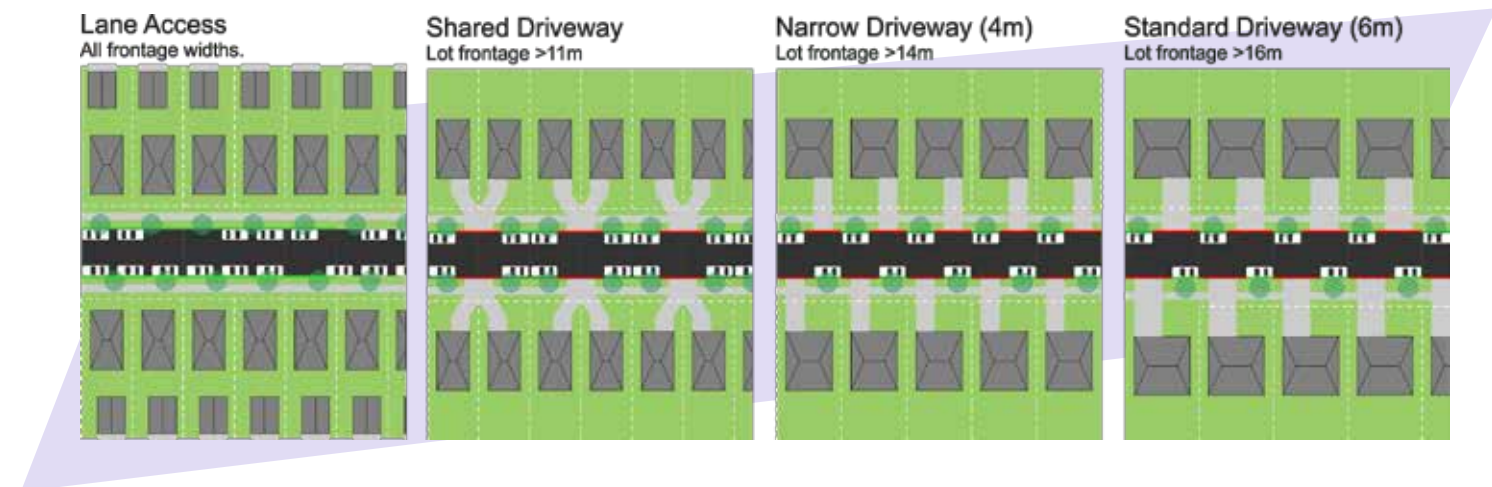 Lane Access
All frontage widths.
Shared Driveway
Lot frontage >11m
Narrow Driveway (4m)
Lot frontage >14m
Standard Driveway (6m)
Lot frontage >16m